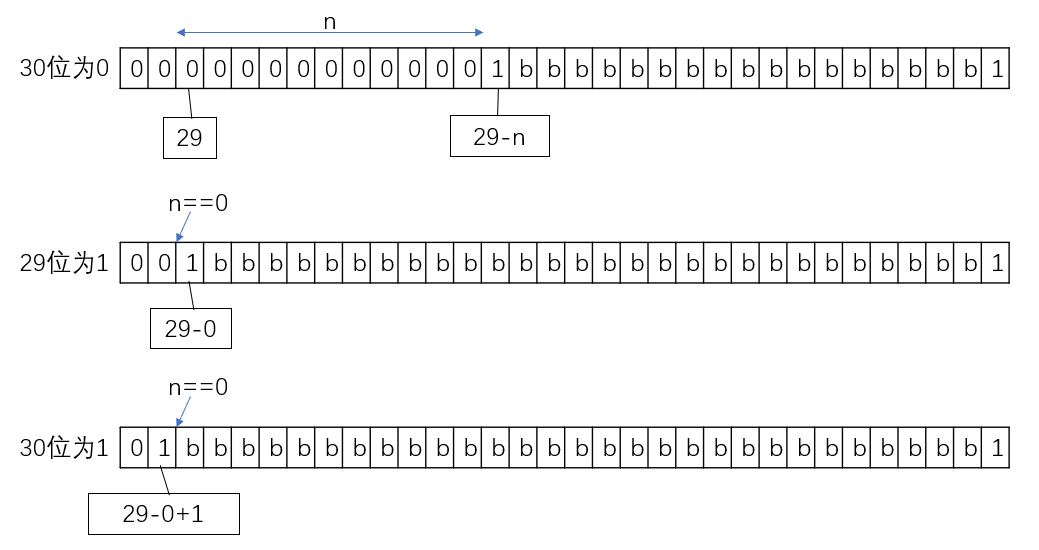 n
30位为0 0 0 0 0 0 0 0 0 0 0 0 0 0 1 b b b b b b b b b b b b b b b b b 1
29
29-n
n==0
29位为1 0 0 1 b b b b b b b b b b b b b b b b b b b b b b b b b b b b 1
29-0
n==0
30位为1 0 1 b b b b b b b b b b b b b b b b b b b b b b b b b b b b b 1
29-0+1